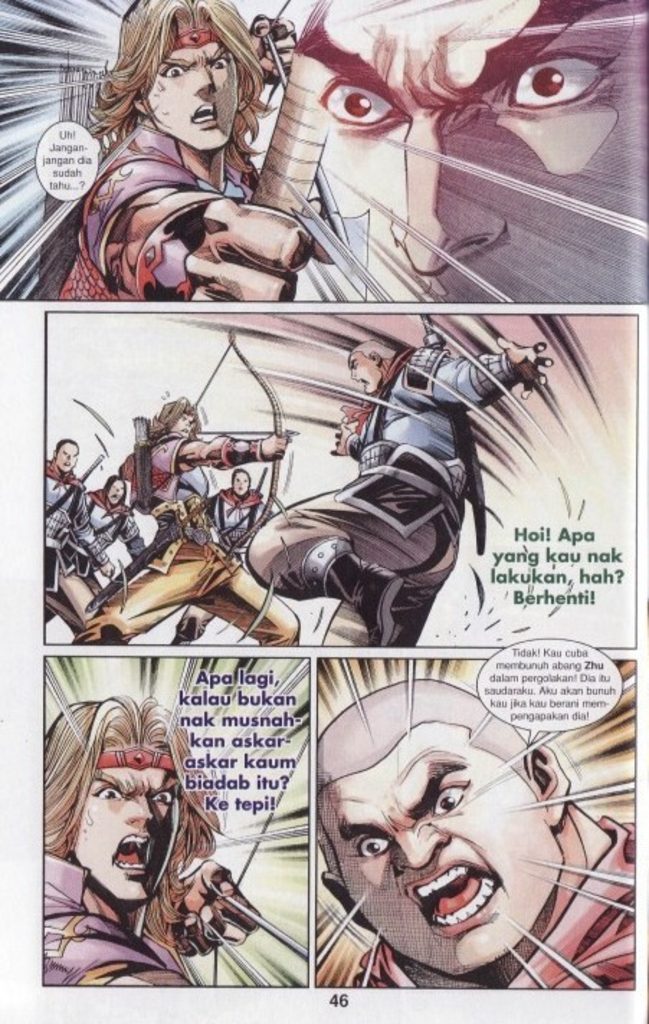 Uh!
Jangan-
jangan dia
sudah
tahu...?
Hoi! Apa
yang kau nak
lakukan, hah?
Berhenti!
Apa lagi,
kalau bukan
nak musnah-
kan askar-
askar kaum
biadab itu?
Ke tepi!
Tidak! Kau cuba
membunuh abang Zhu
dalam pergolakan! Dia itu
saudaraku. Aku akan bunuh
kau jika kau berani mem-
pengapakan dia!
46